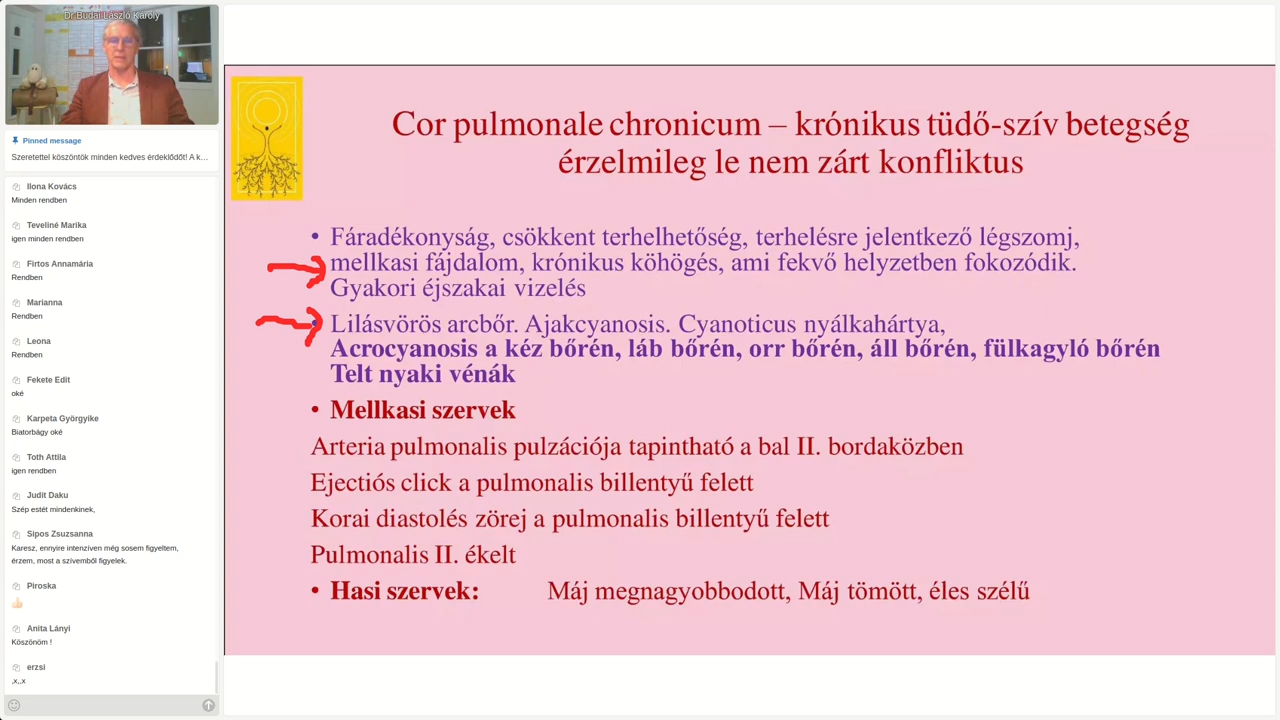 Dr Budai László Károly
Pinned message
Szeretettel köszöntök minden kedves érdeklődőt! A k…
Ilona Kovács
Minden rendben
Teveliné Marika
igen minden rendben
Firtos Annamária
Rendben
Marianna
Rendben
Leona
Rendben
Fekete Edit
oké
Karpeta Györgyike
Biatorbágy oké
Toth Attila
igen rendben
Judit Daku
Szép estét mindenkinek,
Sipos Zsuzsanna
Karesz, ennyire intenzíven még sosem figyeltem,
érzem, most a szívemből figyelek.
Piroska
Anita Lányi
Köszönöm !
erzsi
,x,.x
Cor pulmonale chronicum – krónikus tüdő-szív betegség
érzelmileg le nem zárt konfliktus
• Fáradékonyság, csökkent terhelhetőség, terhelésre jelentkező légszomj,
mellkasi fájdalom, krónikus köhögés, ami fekvő helyzetben fokozódik.
Gyakori éjszakai vizelés
• Lilásvörös arcbőr. Ajakcyanosis. Cyanoticus nyálkahártya,
Acrocyanosis a kéz bőrén, láb bőrén, orr bőrén, áll bőrén, fülkagyló bőrén
Telt nyaki vénák
• Mellkasi szervek
Arteria pulmonalis pulzációja tapintható a bal II. bordaközben
Ejectiós click a pulmonalis billentyű felett
Korai diastolés zörej a pulmonalis billentyű felett
Pulmonalis II. ékelt
• Hasi szervek: Máj megnagyobbodott, Máj tömött, éles szélű